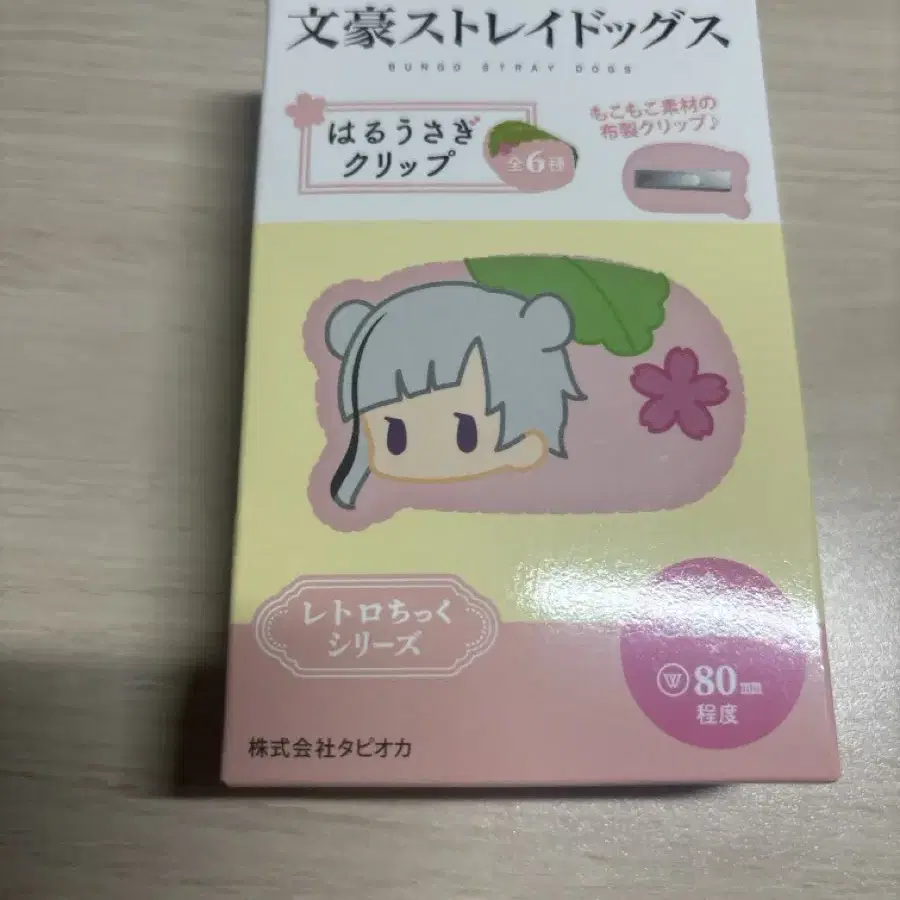 文豪ストレイドッグス
BUNGO STRAY DOGS
はるうさぎ
クリップ
全6種
もこもこ素材の
布製クリップ♪
レトロちっく
シリーズ
W80mm
程度
株式会社タピオカ